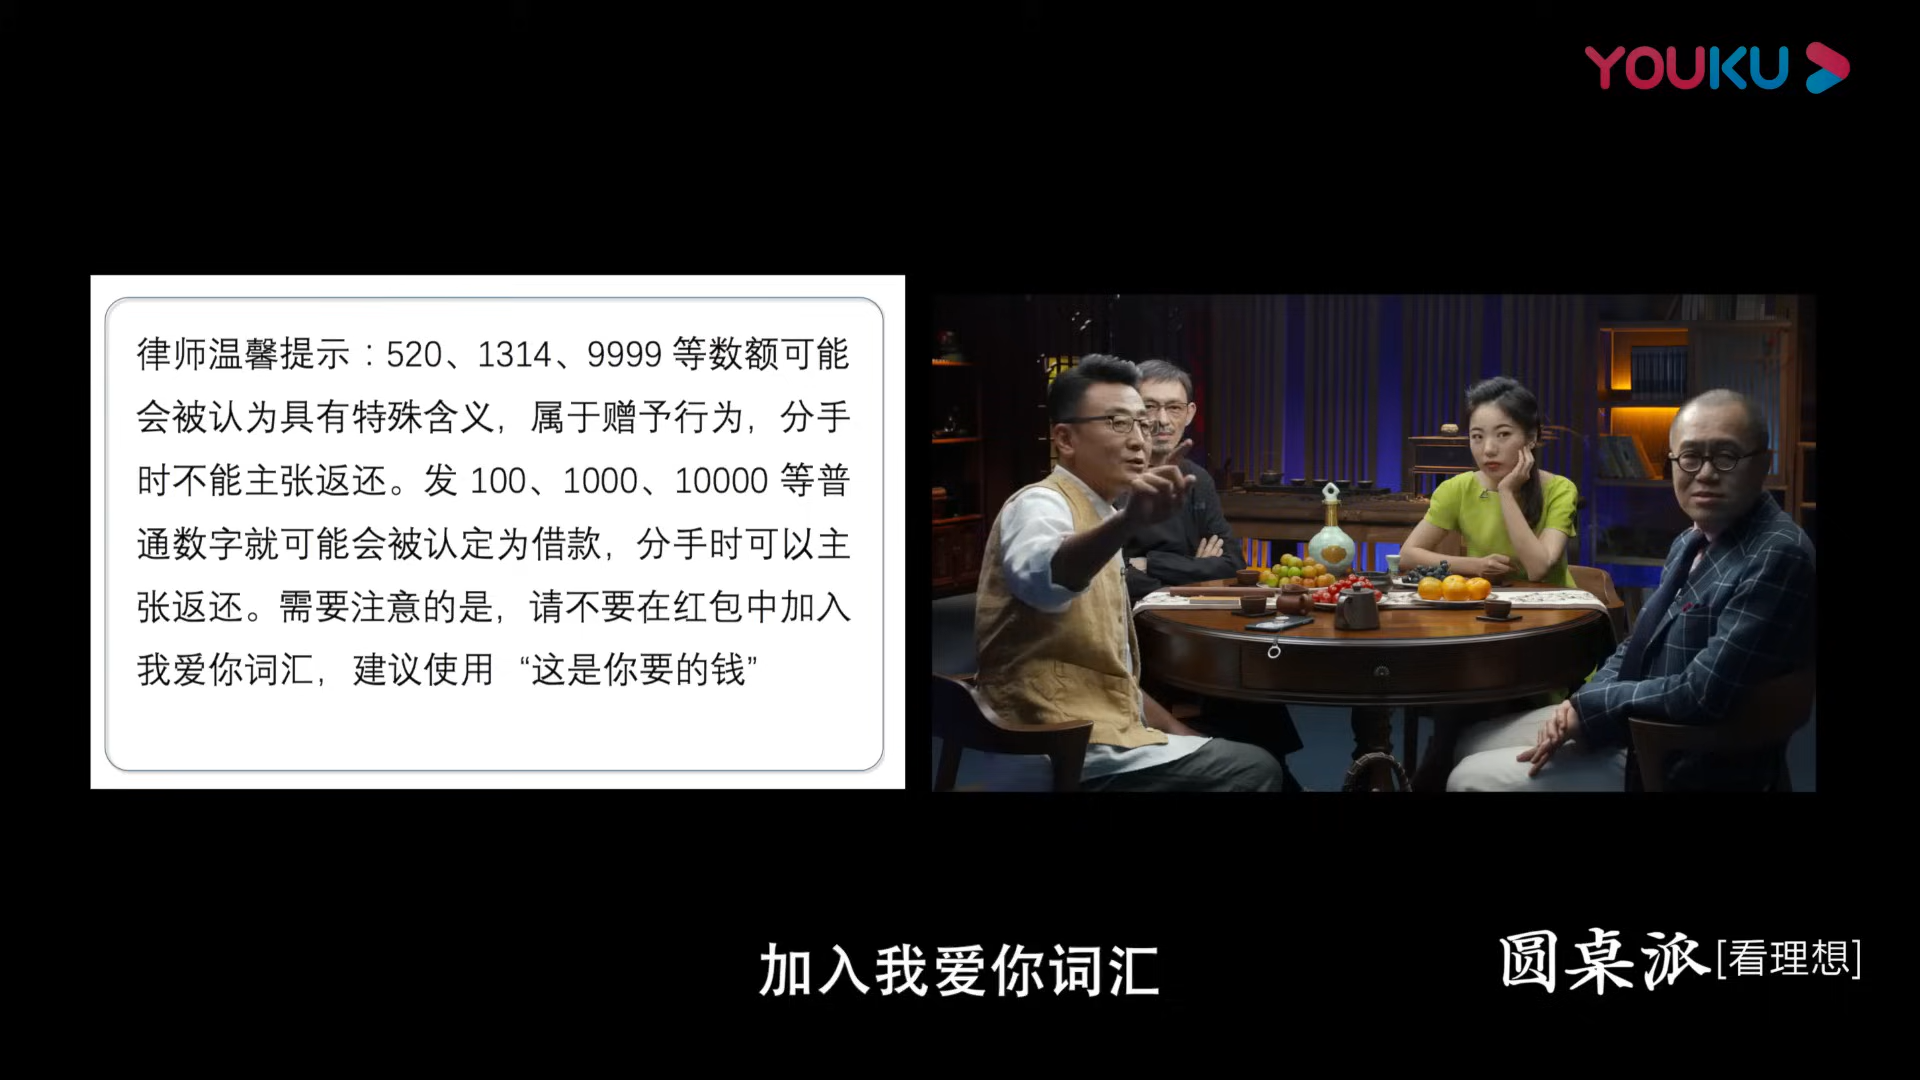 YOUKU
律师温馨提示：520、1314、9999 等数额可能
会被认为具有特殊含义，属于赠予行为，分手
时不能主张返还。发 100、1000、10000 等普
通数字就可能会被认定为借款，分手时可以主
张返还。需要注意的是，请不要在红包中加入
我爱你词汇，建议使用 “这是你要的钱”
加入我爱你词汇
圆桌派[看理想]